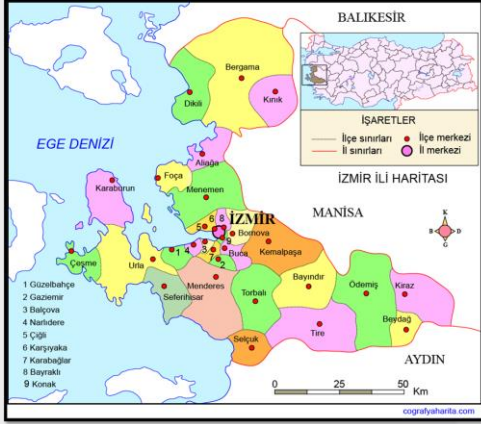 BALIKESİR
Bergama
Dikili
Kınık
İŞARETLER
İlçe sınırları
İlçe merkezi
İl sınırları
İl merkezi
İZMİR İLİ HARİTASI
EGE DENİZİ
Aliağa
Foça
Karaburun
Menemen
MANİSA
İZMİR
6
8
5
Bornova
K
B
D
G
Çeşme
Urla
1
4
3
7
9
2
Buca
Kemalpaşa
Seferihisar
Menderes
Torbalı
Bayındır
Ödemiş
Kiraz
Beydağ
Tire
Selçuk
AYDIN
1 Güzelbahçe
2 Gaziemir
3 Balçova
4 Narlıdere
5 Çiğli
6 Karşıyaka
7 Karabağlar
8 Bayraklı
9 Konak
0 25 50
Km
cografyaharita.com